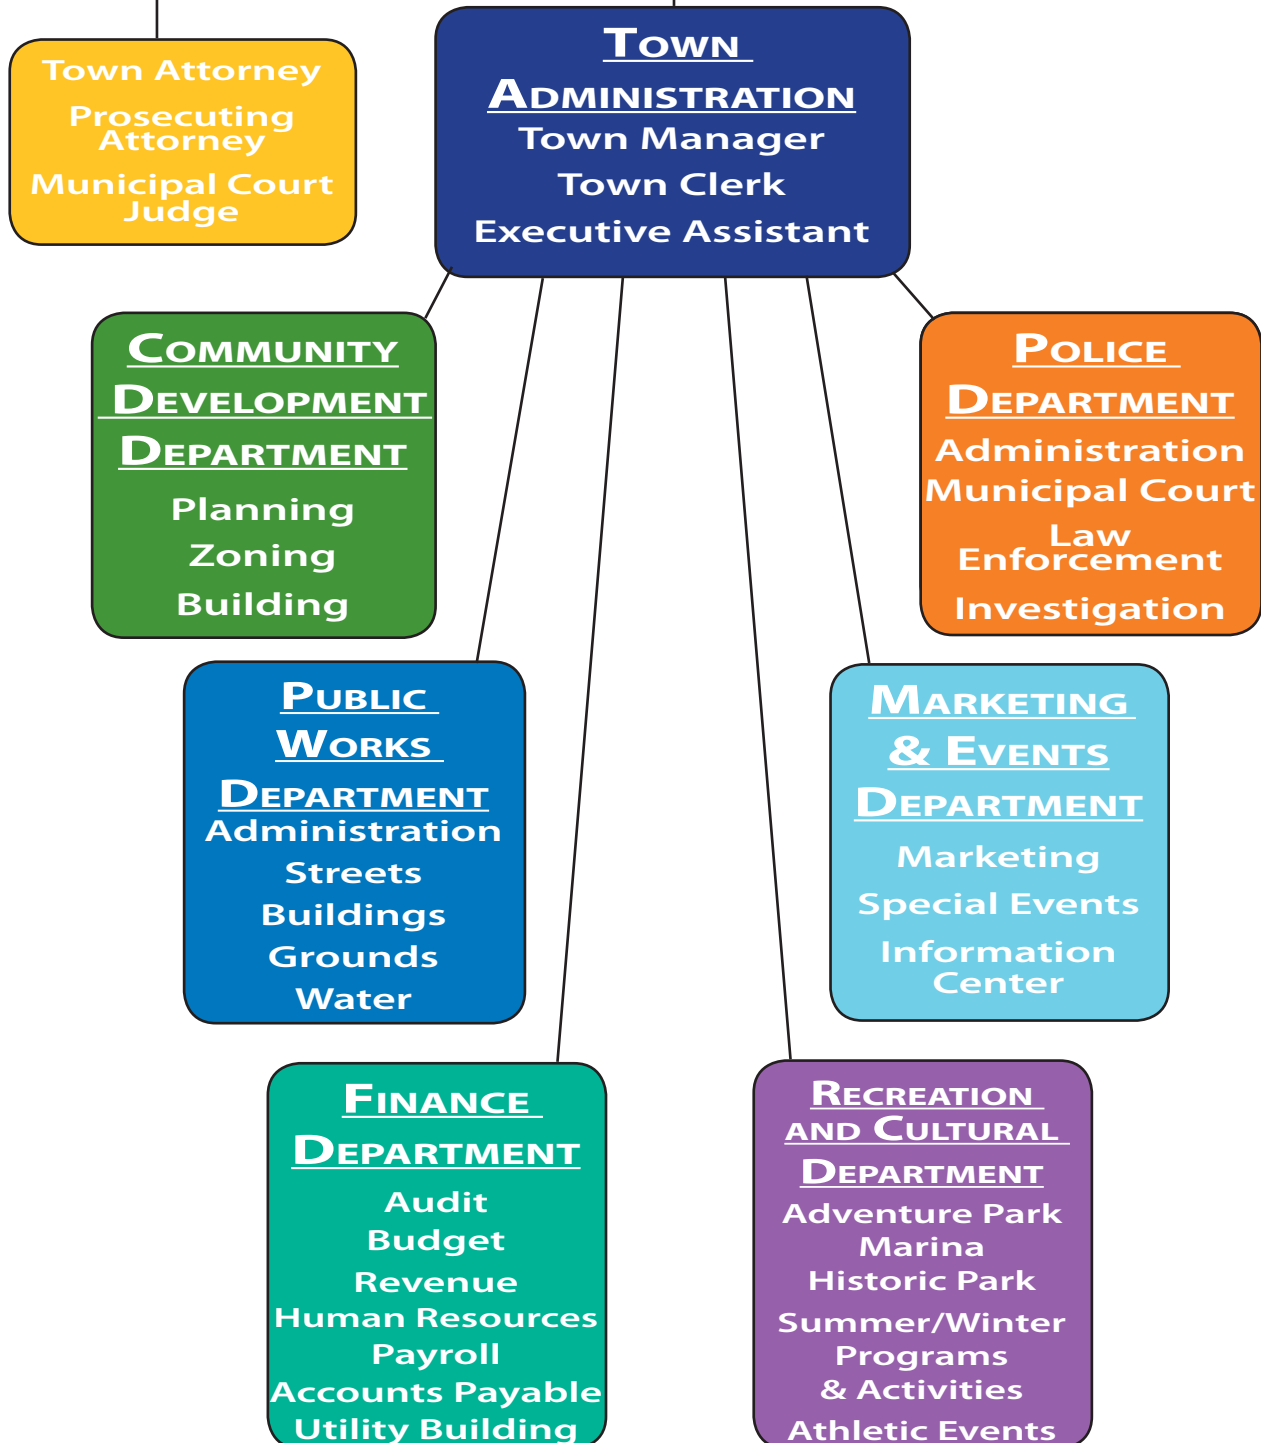 Town Attorney
Prosecuting
Attorney
Municipal Court
Judge
Town
Administration
Town Manager
Town Clerk
Executive Assistant
Community
Development
Department
Planning
Zoning
Building
Police
Department
Administration
Municipal Court
Law
Enforcement
Investigation
Public
Works
Department
Administration
Streets
Buildings
Grounds
Water
Marketing
& Events
Department
Marketing
Special Events
Information
Center
Finance
Department
Audit
Budget
Revenue
Human Resources
Payroll
Accounts Payable
Utility Building
Recreation
and Cultural
Department
Adventure Park
Marina
Historic Park
Summer/Winter
Programs
& Activities
Athletic Events